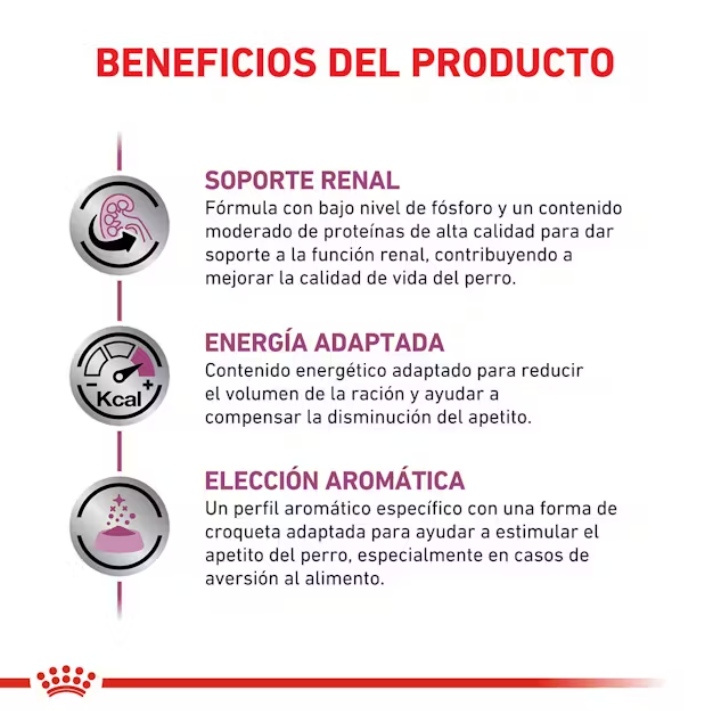 BENEFICIOS DEL PRODUCTO
SOPORTE RENAL
Fórmula con bajo nivel de fósforo y un contenido
moderado de proteínas de alta calidad para dar
soporte a la función renal, contribuyendo a
mejorar la calidad de vida del perro.
ENERGÍA ADAPTADA
Contenido energético adaptado para reducir
el volumen de la ración y ayudar a
compensar la disminución del apetito.
- +
Kcal
ELECCIÓN AROMÁTICA
Un perfil aromático específico con una forma de
croqueta adaptada para ayudar a estimular el
apetito del perro, especialmente en casos de
aversión al alimento.